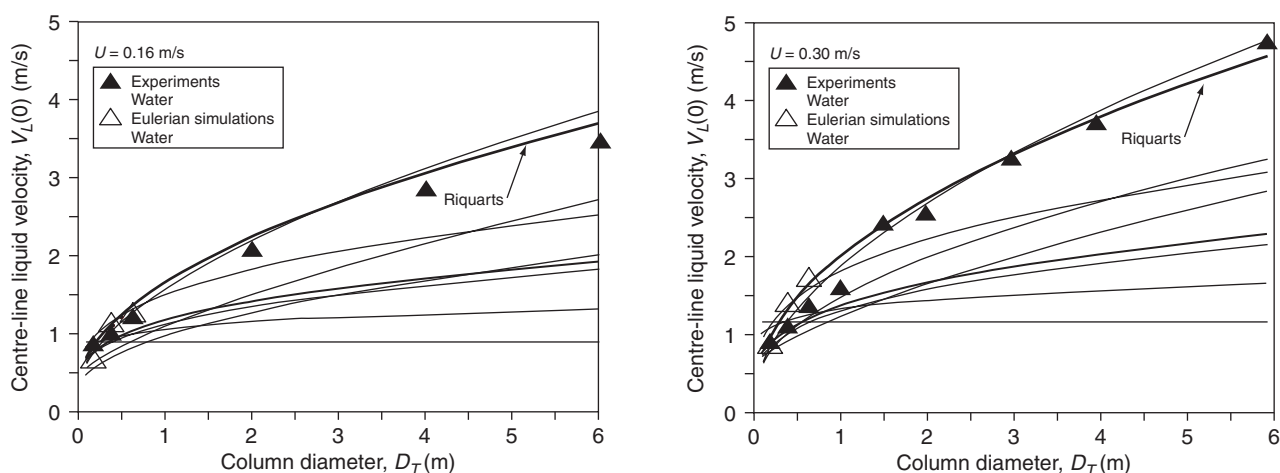 Centre-line liquid velocity, V_L(0) (m/s)
5
4
3
2
1
0
U = 0.16 m/s
Experiments
Water
Eulerian simulations
Water
Riquarts
0 1 2 3 4 5 6
Column diameter, D_T (m)
Centre-line liquid velocity, V_L(0) (m/s)
5
4
3
2
1
0
U = 0.30 m/s
Experiments
Water
Eulerian simulations
Water
Riquarts
0 1 2 3 4 5 6
Column diameter, D_T (m)